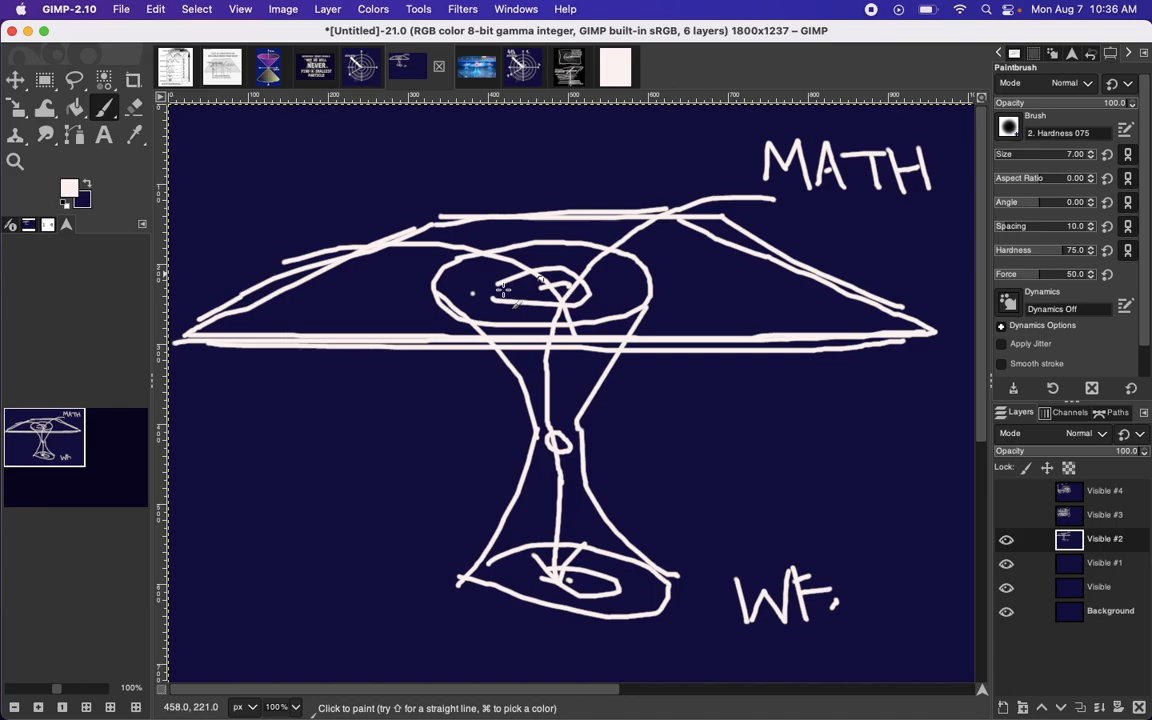 GIMP-2.10 File Edit Select View Image Layer Colors Tools Filters Windows Help Mon Aug 7 10:36 AM
*[Untitled]-21.0 (RGB color 8-bit gamma integer, GIMP built-in sRGB, 6 layers) 1800x1237 – GIMP
Paintbrush
Mode Normal
Opacity 100.0
Brush
2. Hardness 075
Size 7.00
Aspect Ratio 0.00
Angle 0.00
Spacing 10.0
Hardness 75.0
Force 50.0
Dynamics
Dynamics Off
Dynamics Options
Apply Jitter
Smooth stroke
Layers Channels Paths
Mode Normal
Opacity 100.0
Lock:
Visible #4
Visible #3
Visible #2
Visible #1
Visible
Background
MATH
WF.
100%
458.0, 221.0 px 100% Click to paint (try ⇧ for a straight line, ⌘ to pick a color)